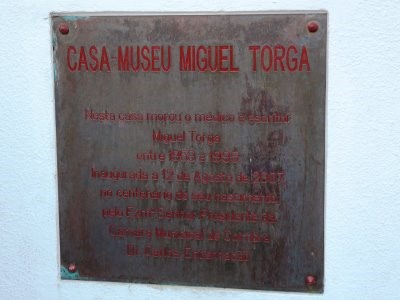 CASA-MUSEU MIGUEL TORGA
Nesta casa morou o médico e escritor
Miguel Torga
entre 1953 e 1995
Inaugurada a 12 de Agosto de 2007
no centenário do seu nascimento
pelo Exmº Senhor Presidente da
Câmara Municipal de Coimbra
Dr. Carlos Encarnação